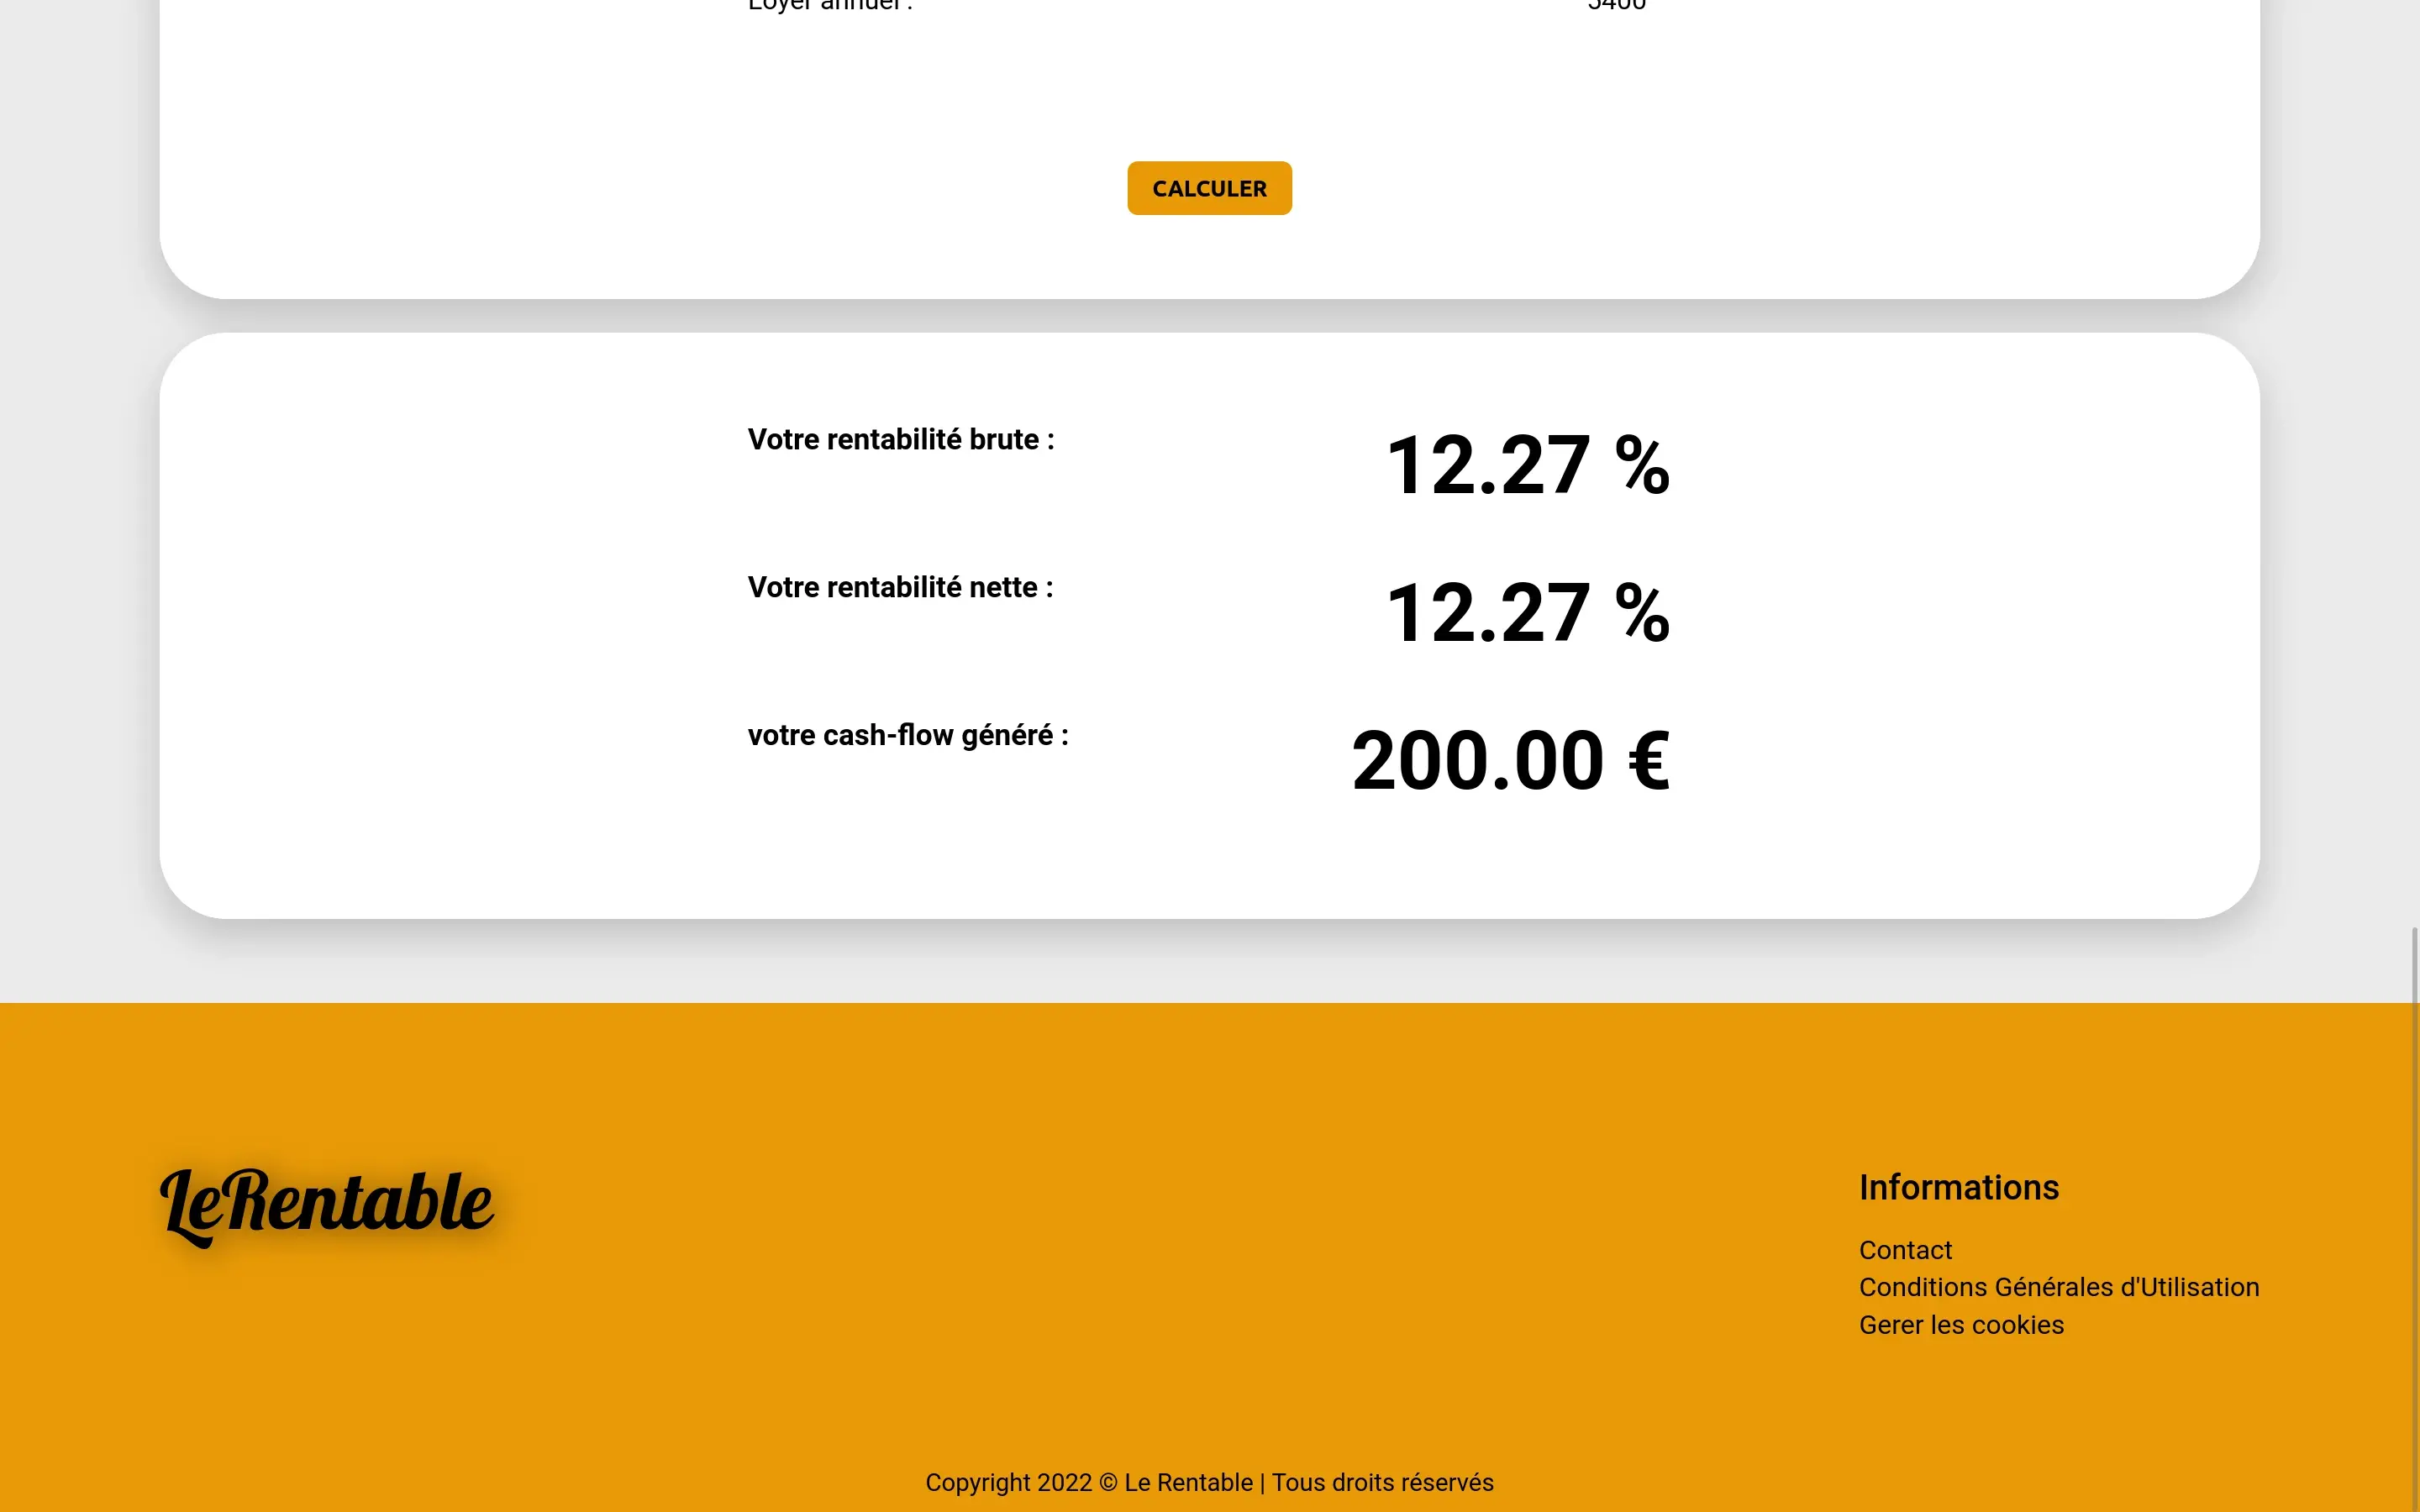 Loyer annuel :
5400
CALCULER
Votre rentabilité brute :
12.27 %
Votre rentabilité nette :
12.27 %
votre cash-flow généré :
200.00 €
LeRentable
Informations
Contact
Conditions Générales d'Utilisation
Gerer les cookies
Copyright 2022 © Le Rentable | Tous droits réservés